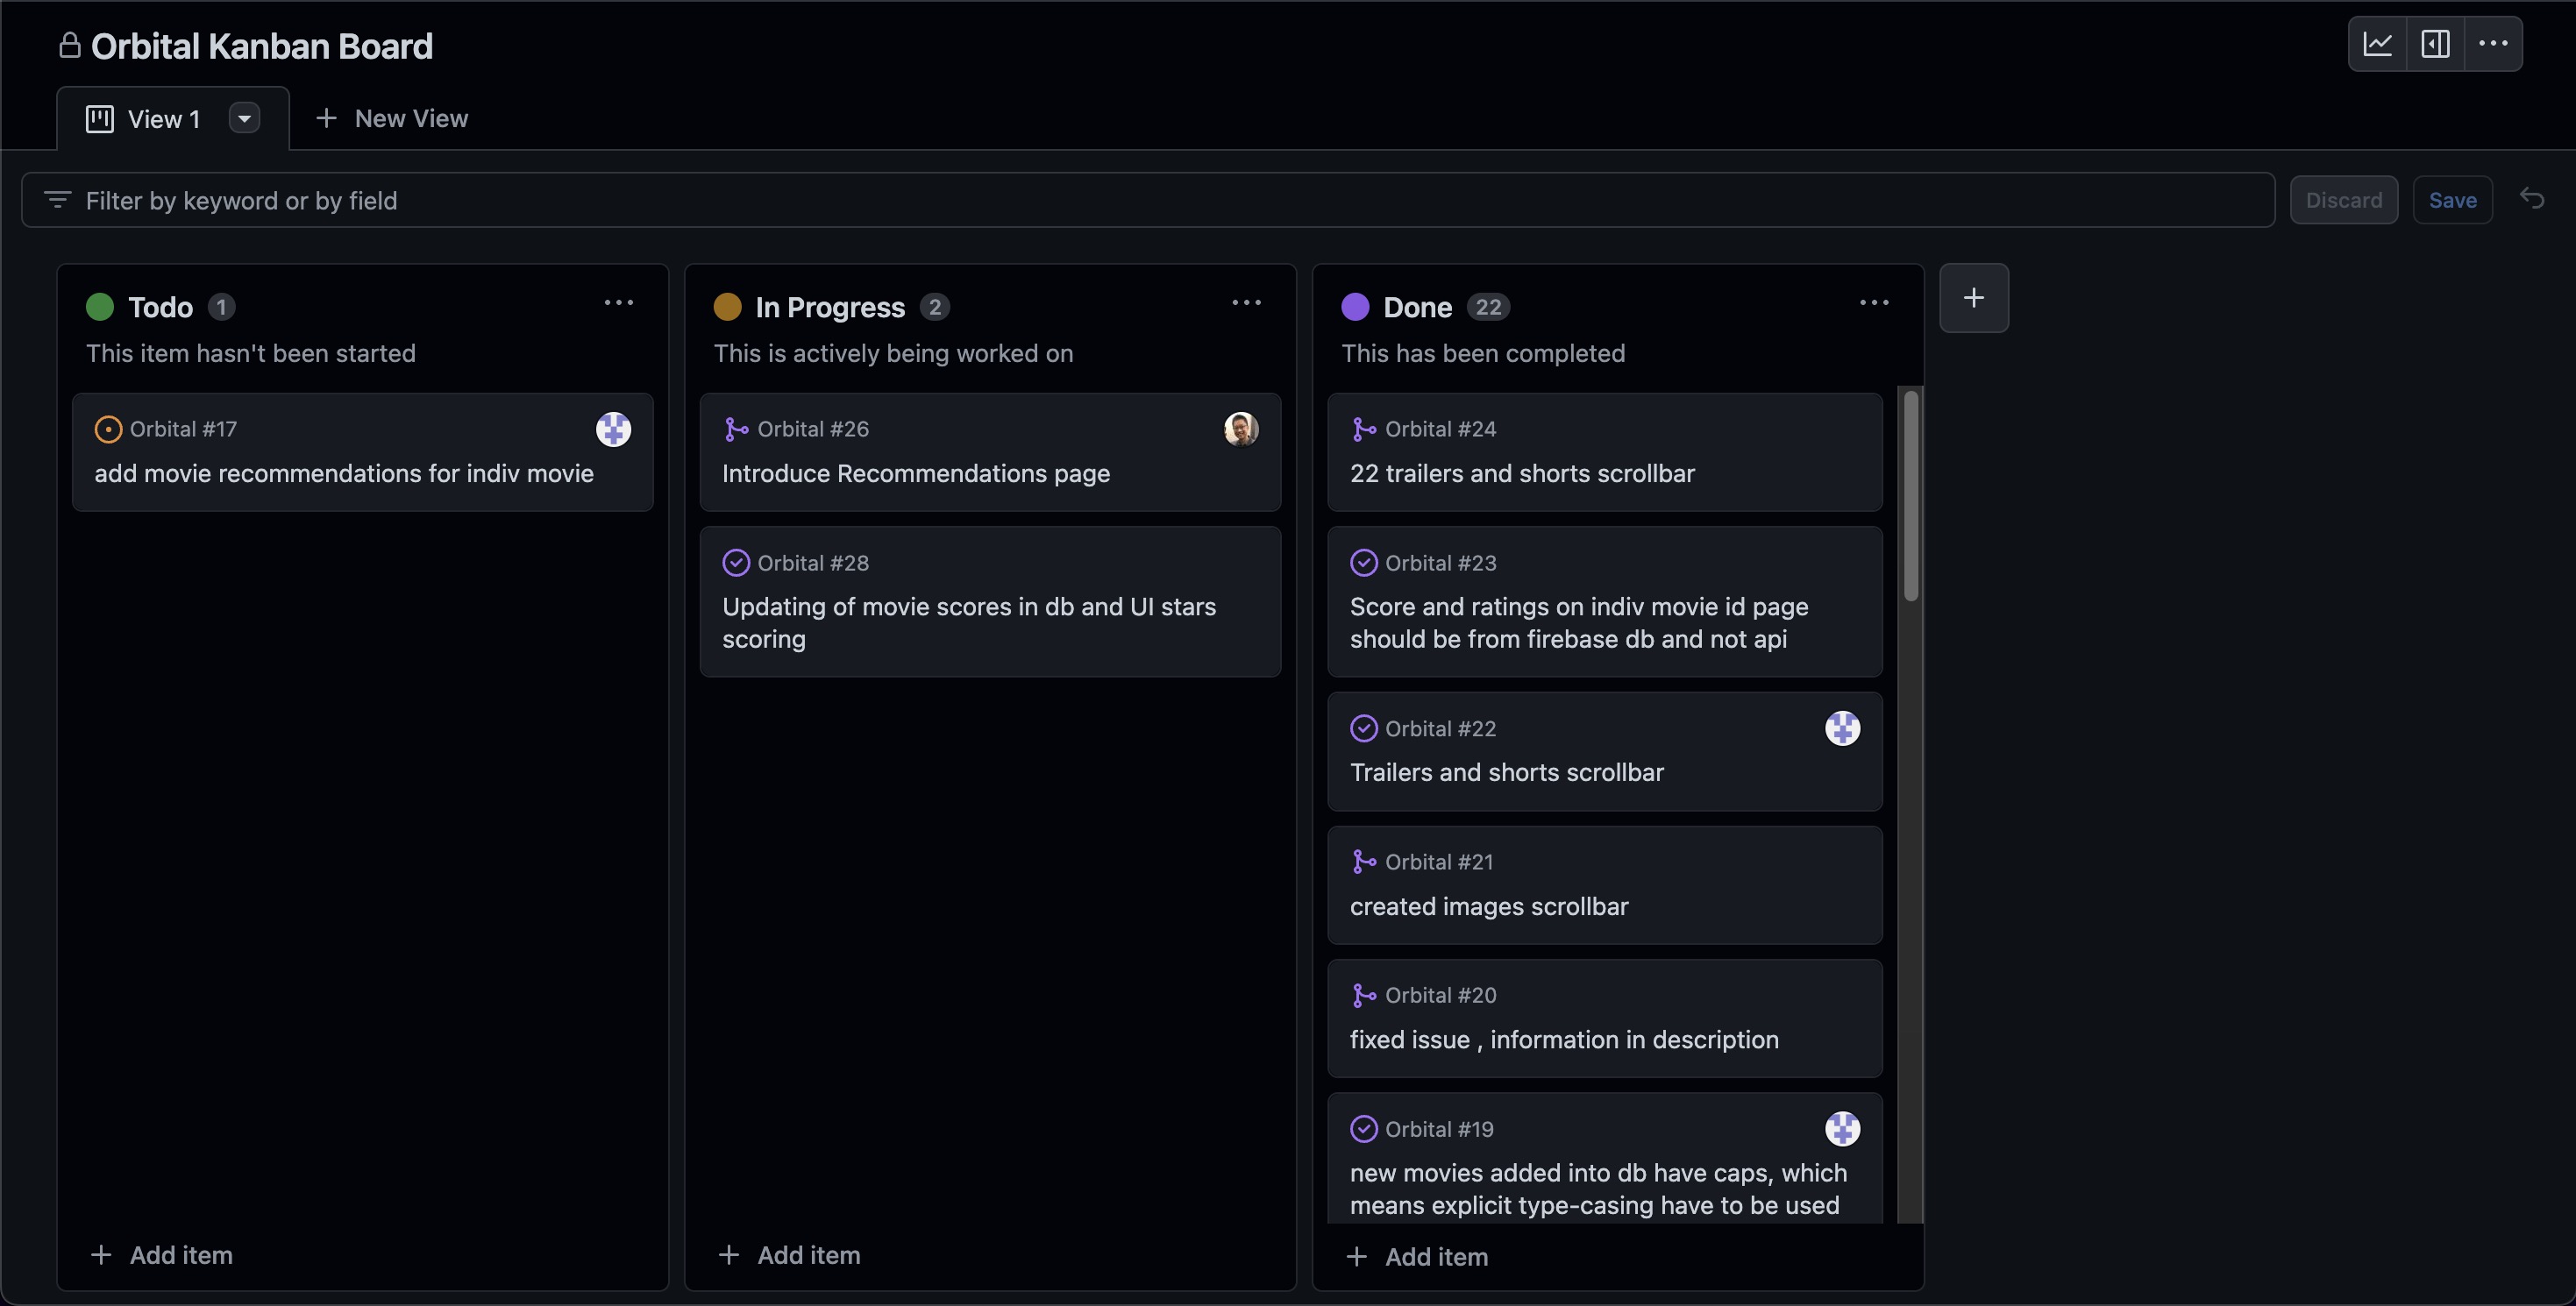 Orbital Kanban Board
View 1
New View
Filter by keyword or by field
Discard
Save
Todo 1
This item hasn't been started
Orbital #17
add movie recommendations for indiv movie
Add item
In Progress 2
This is actively being worked on
Orbital #26
Introduce Recommendations page
Orbital #28
Updating of movie scores in db and UI stars
scoring
Add item
Done 22
This has been completed
Orbital #24
22 trailers and shorts scrollbar
Orbital #23
Score and ratings on indiv movie id page
should be from firebase db and not api
Orbital #22
Trailers and shorts scrollbar
Orbital #21
created images scrollbar
Orbital #20
fixed issue , information in description
Orbital #19
new movies added into db have caps, which
means explicit type-casing have to be used
Add item